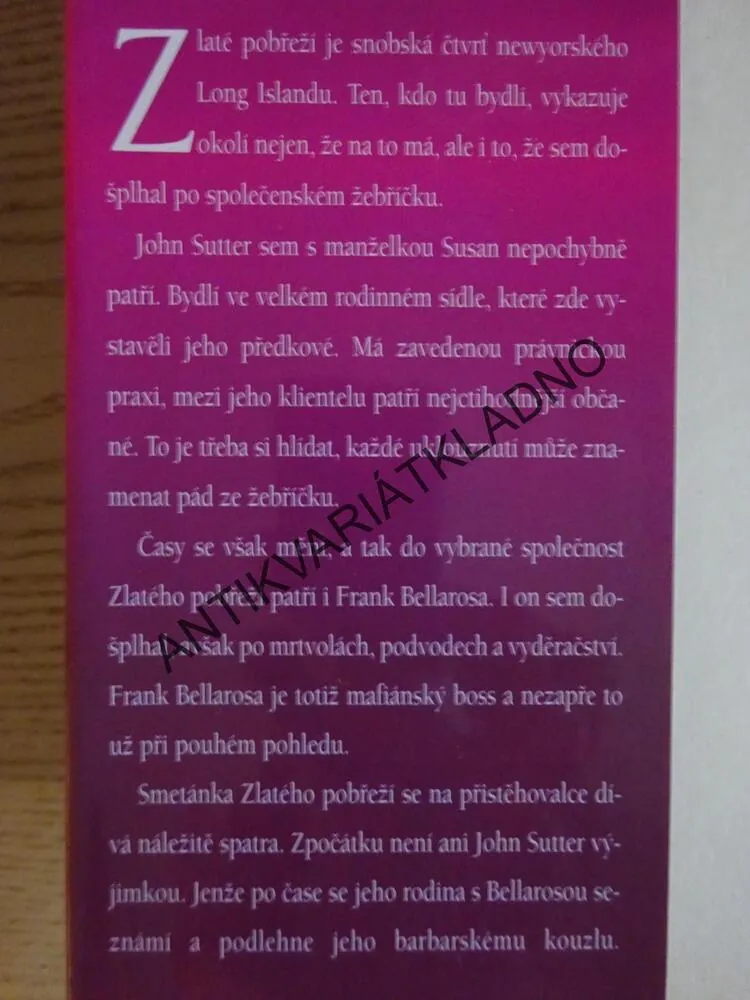 Zlaté pobřeží je snobská čtvrť newyorského
Long Islandu. Ten, kdo tu bydlí, vykazuje
okolí nejen, že na to má, ale i to, že sem do-
šplhal po společenském žebříčku.
John Sutter sem s manželkou Susan nepochybně
patří. Bydlí ve velkém rodinném sídle, které zde vy-
stavěli jeho předkové. Má zavedenou právnickou
praxi, mezi jeho klientelu patří nejctihodnější obča-
né. To je třeba si hlídat, každé uklouznutí může zna-
menat pád ze žebříčku.
Časy se však mění a tak do vybrané společnost
Zlatého pobřeží patří i Frank Bellarosa. I on sem do-
šplhal, avšak po mrtvolách, podvodech a vyděračství.
Frank Bellarosa je totiž mafiánský boss a nezapře to
už při pouhém pohledu.
Smetánka Zlatého pobřeží se na přistěhovalce dí-
vá náležitě spatra. Zpočátku není ani John Sutter vý-
jimkou. Jenže po čase se jeho rodina s Bellarosou se-
známí a podlehne jeho barbarskému kouzlu.
ANTIKVARIÁTKLADNO